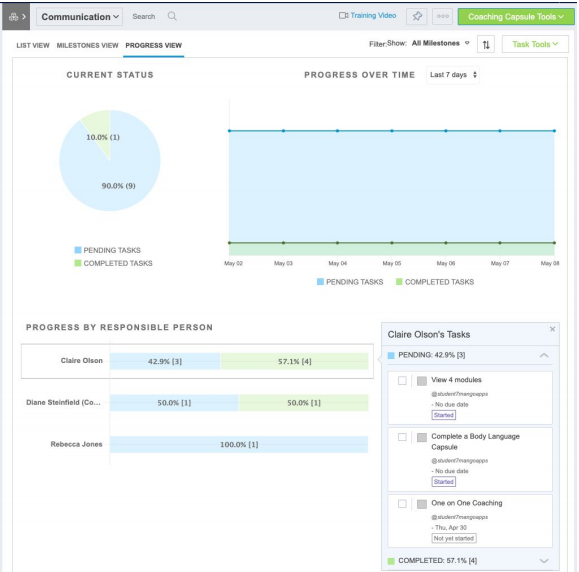 Communication
Search
Training Video
Coaching Capsule Tools
LIST VIEW MILESTONES VIEW PROGRESS VIEW
Filter:Show: All Milestones
Task Tools
CURRENT STATUS
10.0% (1)
90.0% (9)
PENDING TASKS
COMPLETED TASKS
PROGRESS OVER TIME
Last 7 days
May 02 May 03 May 04 May 05 May 06 May 07 May 08
PENDING TASKS COMPLETED TASKS
PROGRESS BY RESPONSIBLE PERSON
Claire Olson 42.9% [3] 57.1% [4]
Diane Steinfield (Co... 50.0% [1] 50.0% [1]
Rebecca Jones 100.0% [1]
Claire Olson's Tasks
PENDING: 42.9% [3]
View 4 modules
@student7mangoapps
- No due date
Started
Complete a Body Language
Capsule
@student7mangoapps
- No due date
Started
One on One Coaching
@student7mangoapps
- Thu, Apr 30
Not yet started
COMPLETED: 57.1% [4]